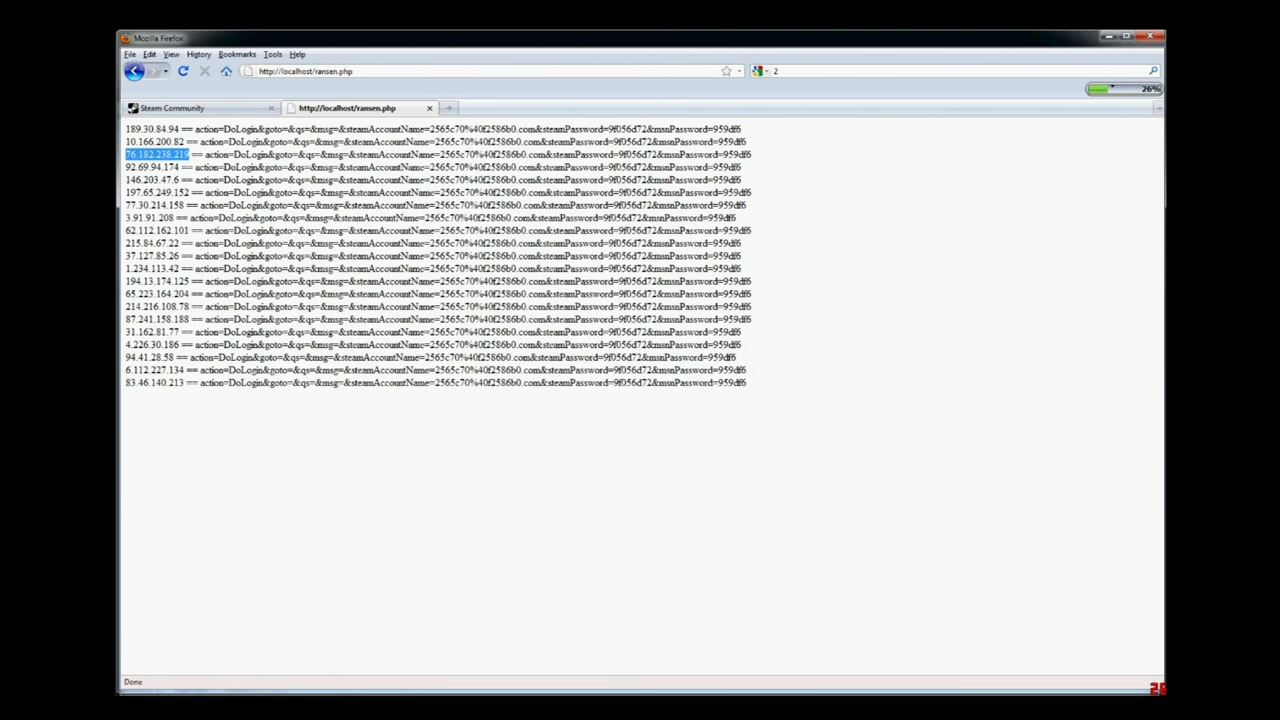 Mozilla Firefox
File Edit View History Bookmarks Tools Help
http://localhost/ransen.php 2
26%
Steam Community http://localhost/ransen.php
189.30.84.94 == action=DoLogin&goto=&qs=&msg=&steamAccountName=2565c70%40f2586b0.com&steamPassword=9f056d72&msnPassword=959df6
10.166.200.82 == action=DoLogin&goto=&qs=&msg=&steamAccountName=2565c70%40f2586b0.com&steamPassword=9f056d72&msnPassword=959df6
76.182.238.219 == action=DoLogin&goto=&qs=&msg=&steamAccountName=2565c70%40f2586b0.com&steamPassword=9f056d72&msnPassword=959df6
92.69.94.174 == action=DoLogin&goto=&qs=&msg=&steamAccountName=2565c70%40f2586b0.com&steamPassword=9f056d72&msnPassword=959df6
146.203.47.6 == action=DoLogin&goto=&qs=&msg=&steamAccountName=2565c70%40f2586b0.com&steamPassword=9f056d72&msnPassword=959df6
197.65.249.152 == action=DoLogin&goto=&qs=&msg=&steamAccountName=2565c70%40f2586b0.com&steamPassword=9f056d72&msnPassword=959df6
77.30.214.158 == action=DoLogin&goto=&qs=&msg=&steamAccountName=2565c70%40f2586b0.com&steamPassword=9f056d72&msnPassword=959df6
3.91.91.208 == action=DoLogin&goto=&qs=&msg=&steamAccountName=2565c70%40f2586b0.com&steamPassword=9f056d72&msnPassword=959df6
62.112.162.101 == action=DoLogin&goto=&qs=&msg=&steamAccountName=2565c70%40f2586b0.com&steamPassword=9f056d72&msnPassword=959df6
215.84.67.22 == action=DoLogin&goto=&qs=&msg=&steamAccountName=2565c70%40f2586b0.com&steamPassword=9f056d72&msnPassword=959df6
37.127.85.26 == action=DoLogin&goto=&qs=&msg=&steamAccountName=2565c70%40f2586b0.com&steamPassword=9f056d72&msnPassword=959df6
1.234.113.42 == action=DoLogin&goto=&qs=&msg=&steamAccountName=2565c70%40f2586b0.com&steamPassword=9f056d72&msnPassword=959df6
194.13.174.125 == action=DoLogin&goto=&qs=&msg=&steamAccountName=2565c70%40f2586b0.com&steamPassword=9f056d72&msnPassword=959df6
65.223.164.204 == action=DoLogin&goto=&qs=&msg=&steamAccountName=2565c70%40f2586b0.com&steamPassword=9f056d72&msnPassword=959df6
214.216.108.78 == action=DoLogin&goto=&qs=&msg=&steamAccountName=2565c70%40f2586b0.com&steamPassword=9f056d72&msnPassword=959df6
87.241.158.188 == action=DoLogin&goto=&qs=&msg=&steamAccountName=2565c70%40f2586b0.com&steamPassword=9f056d72&msnPassword=959df6
31.162.81.77 == action=DoLogin&goto=&qs=&msg=&steamAccountName=2565c70%40f2586b0.com&steamPassword=9f056d72&msnPassword=959df6
4.226.30.186 == action=DoLogin&goto=&qs=&msg=&steamAccountName=2565c70%40f2586b0.com&steamPassword=9f056d72&msnPassword=959df6
94.41.28.58 == action=DoLogin&goto=&qs=&msg=&steamAccountName=2565c70%40f2586b0.com&steamPassword=9f056d72&msnPassword=959df6
6.112.227.134 == action=DoLogin&goto=&qs=&msg=&steamAccountName=2565c70%40f2586b0.com&steamPassword=9f056d72&msnPassword=959df6
83.46.140.213 == action=DoLogin&goto=&qs=&msg=&steamAccountName=2565c70%40f2586b0.com&steamPassword=9f056d72&msnPassword=959df6
Done